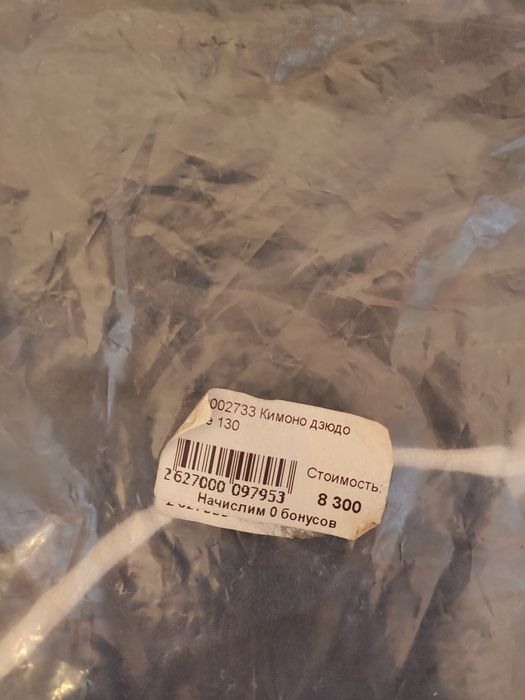 002733 Кимоно дзюдо
е 130
Стоимость:
2627000 097953
8 300
Начислим 0 бонусов